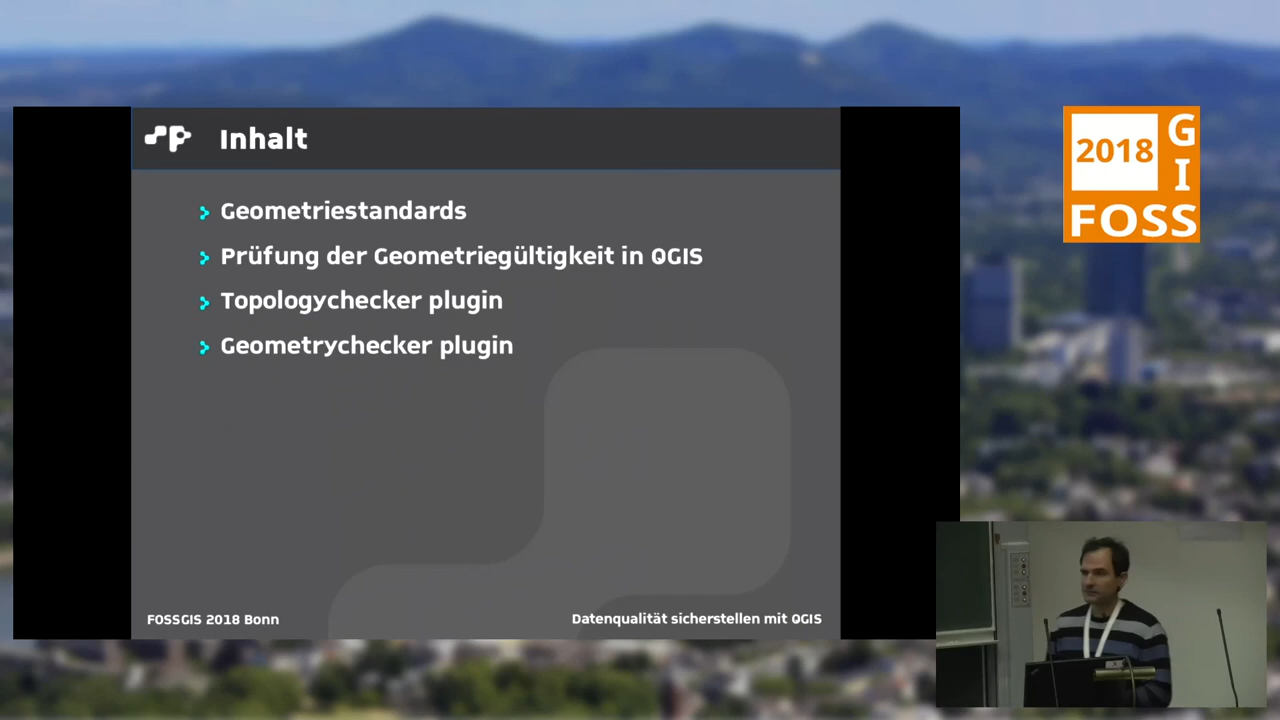 Inhalt
Geometriestandards
Prüfung der Geometriegültigkeit in QGIS
Topologychecker plugin
Geometrychecker plugin
FOSSGIS 2018 Bonn
Datenqualität sicherstellen mit QGIS
2018
G
I
FOSS